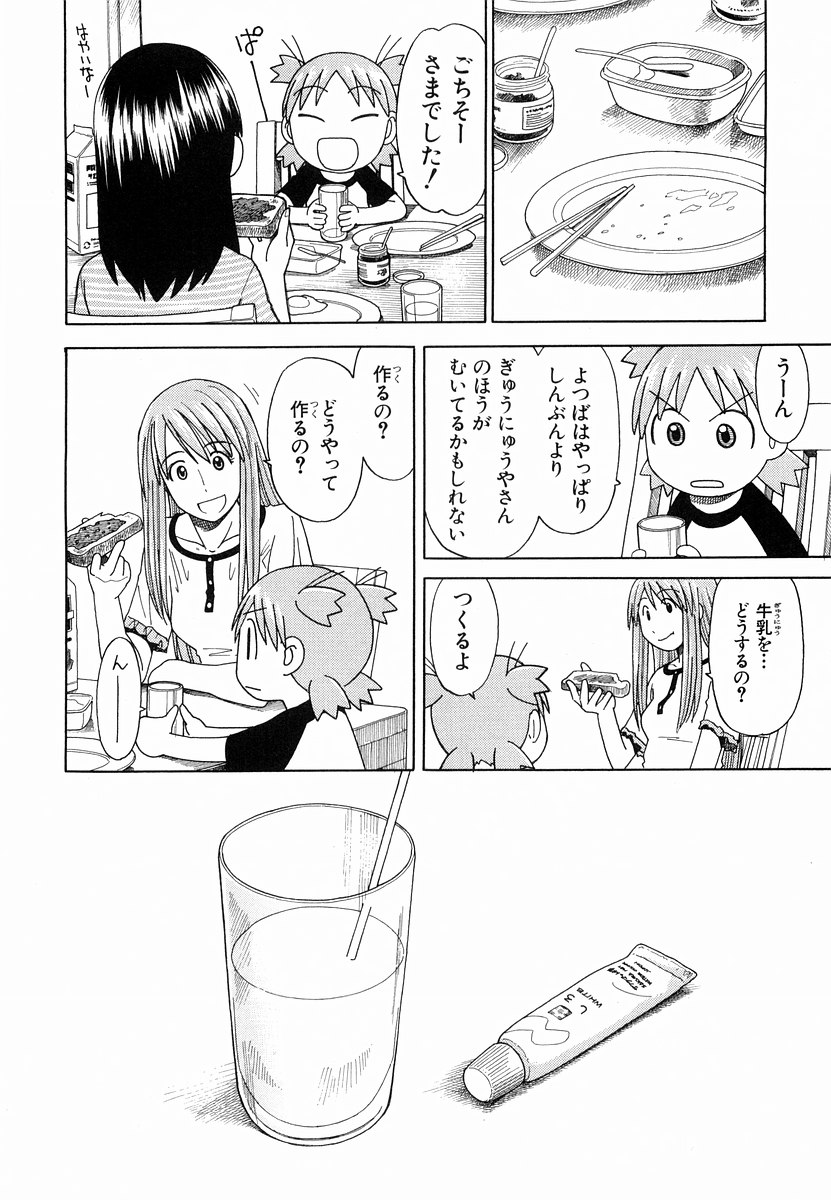 ごちそー
さまでした!
ぱ
はやいなー
うーん
よつばはやっぱり
しんぶんより
ぎゅうにゅうやさん
のほうが
むいてるかもしれない
牛乳を…
どうするの?
つくるよ
作るの?
どうやって
作るの?
んーー
WHITE